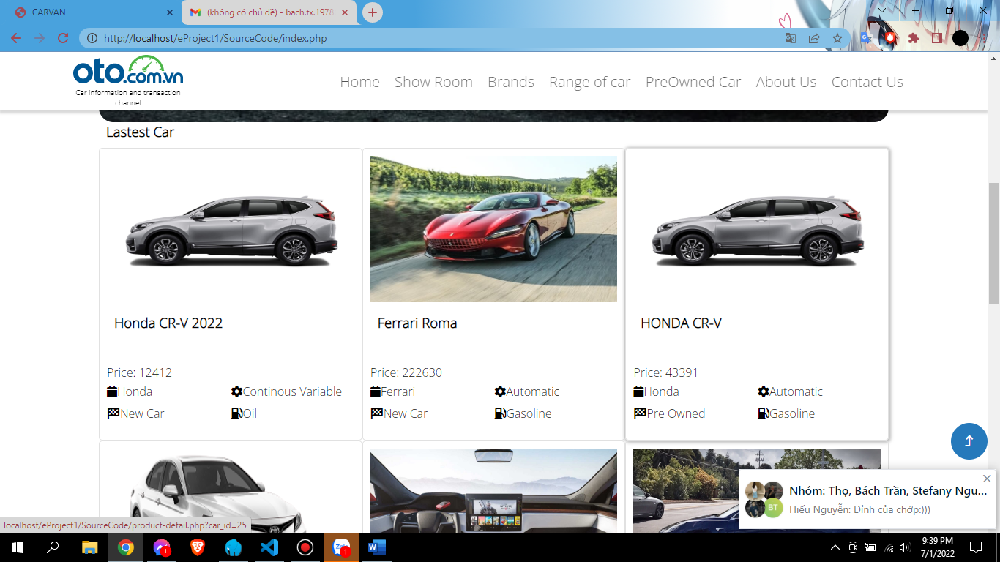 CARVAN
(không có chủ đề) - bach.tx.1978
http://localhost/eProject1/SourceCode/index.php
oto.com.vn
Car information and transaction
channel
Home Show Room Brands Range of car PreOwned Car About Us Contact Us
Lastest Car
Honda CR-V 2022
Ferrari Roma
HONDA CR-V
Price: 12412
Price: 222630
Price: 43391
Honda Continous Variable
Ferrari Automatic
Honda Automatic
New Car Oil
New Car Gasoline
Pre Owned Gasoline
Nhóm: Thọ, Bách Trần, Stefany Ngu...
BT
Hiếu Nguyễn: Đỉnh của chớp:)))
localhost/eProject1/SourceCode/product-detail.php?car_id=25
1
1
9:39 PM
7/1/2022